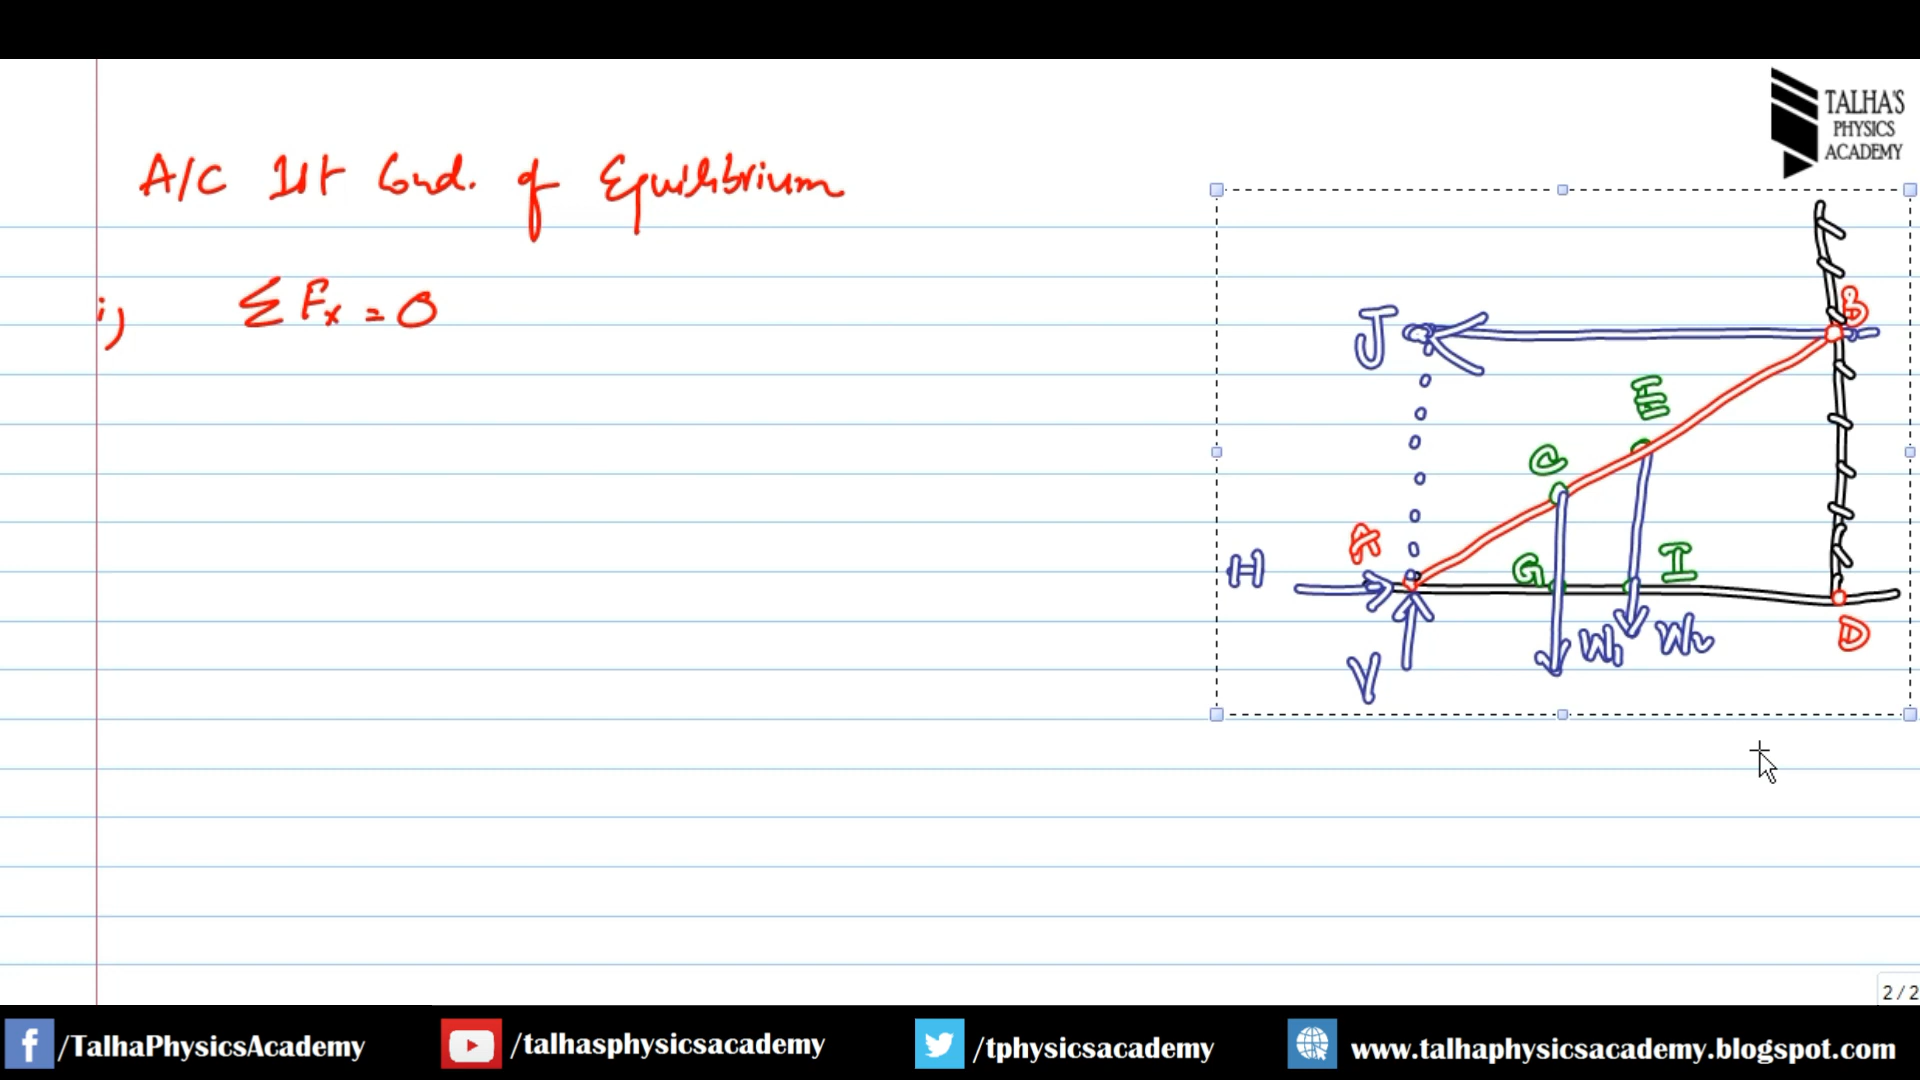 TALHA'S
PHYSICS
ACADEMY
A/C Ist Cond. of Equilibrium
i) ΣFx = 0
J
B
E
C
A
H
G
I
W1
W2
D
V
2/2
/TalhaPhysicsAcademy
/talhasphysicsacademy
/tphysicsacademy
www.talhaphysicsacademy.blogspot.com